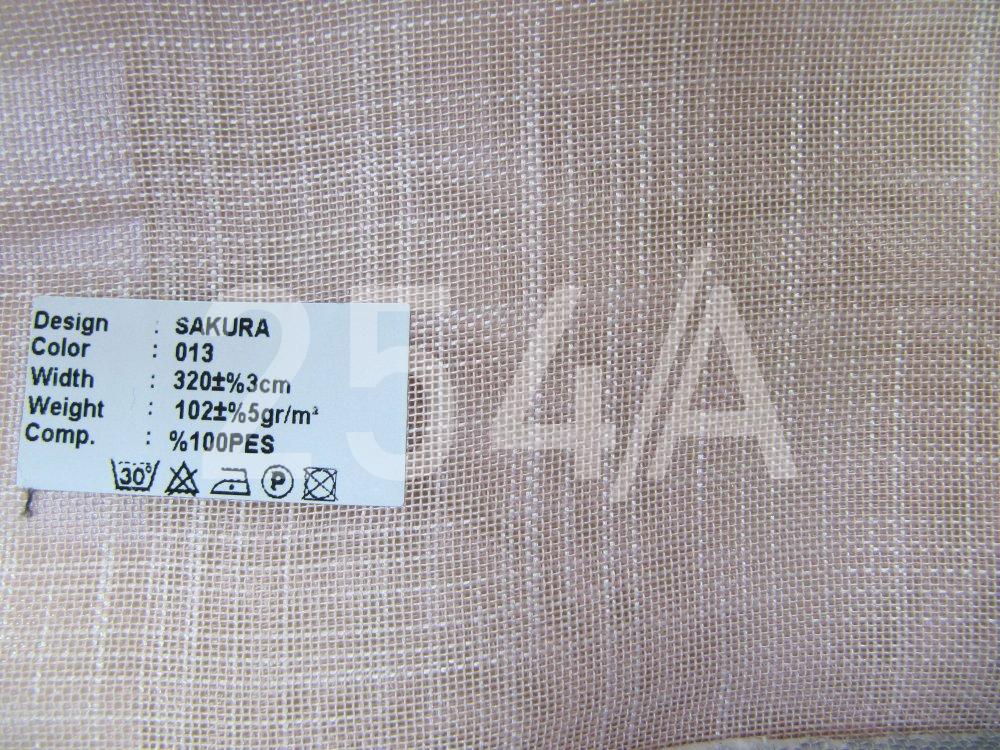 Design : SAKURA
Color : 013
Width : 320±%3cm
Weight : 102±%5gr/m²
Comp. : %100PES
30° P
254A